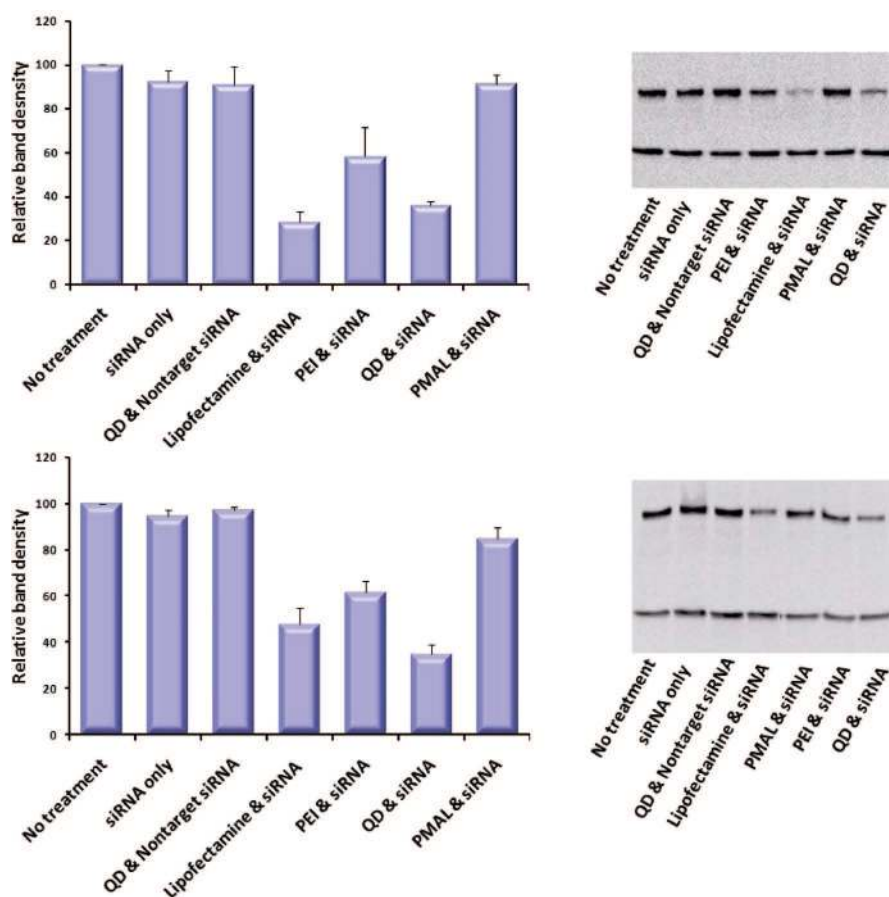 Relative band desnsity
120
100
80
60
40
20
0
No treatment
siRNA only
QD & Nontarget siRNA
Lipofectamine & siRNA
PEI & siRNA
QD & siRNA
PMAL & siRNA
No treatment
siRNA only
QD & Nontarget siRNA
PEI & siRNA
Lipofectamine & siRNA
PMAL & siRNA
QD & siRNA
Relative band density
120
100
80
60
40
20
0
No treatment
siRNA only
QD & Nontarget siRNA
Lipofectamine & siRNA
PEI & siRNA
QD & siRNA
PMAL & siRNA
No treatment
siRNA only
QD & Nontarget siRNA
Lipofectamine & siRNA
PMAL & siRNA
PEI & siRNA
QD & siRNA